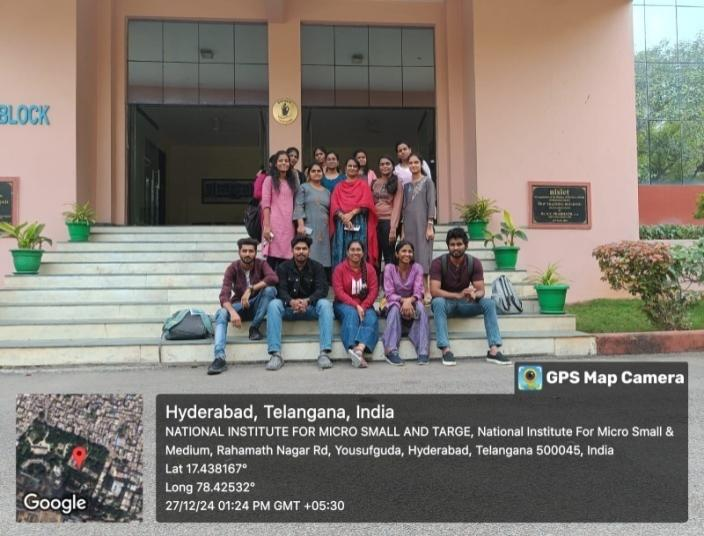 BLOCK
nisiet
GPS Map Camera
Hyderabad, Telangana, India
NATIONAL INSTITUTE FOR MICRO SMALL AND TARGE, National Institute For Micro Small &
Medium, Rahamath Nagar Rd, Yousufguda, Hyderabad, Telangana 500045, India
Lat 17.438167°
Long 78.42532°
27/12/24 01:24 PM GMT +05:30
Google